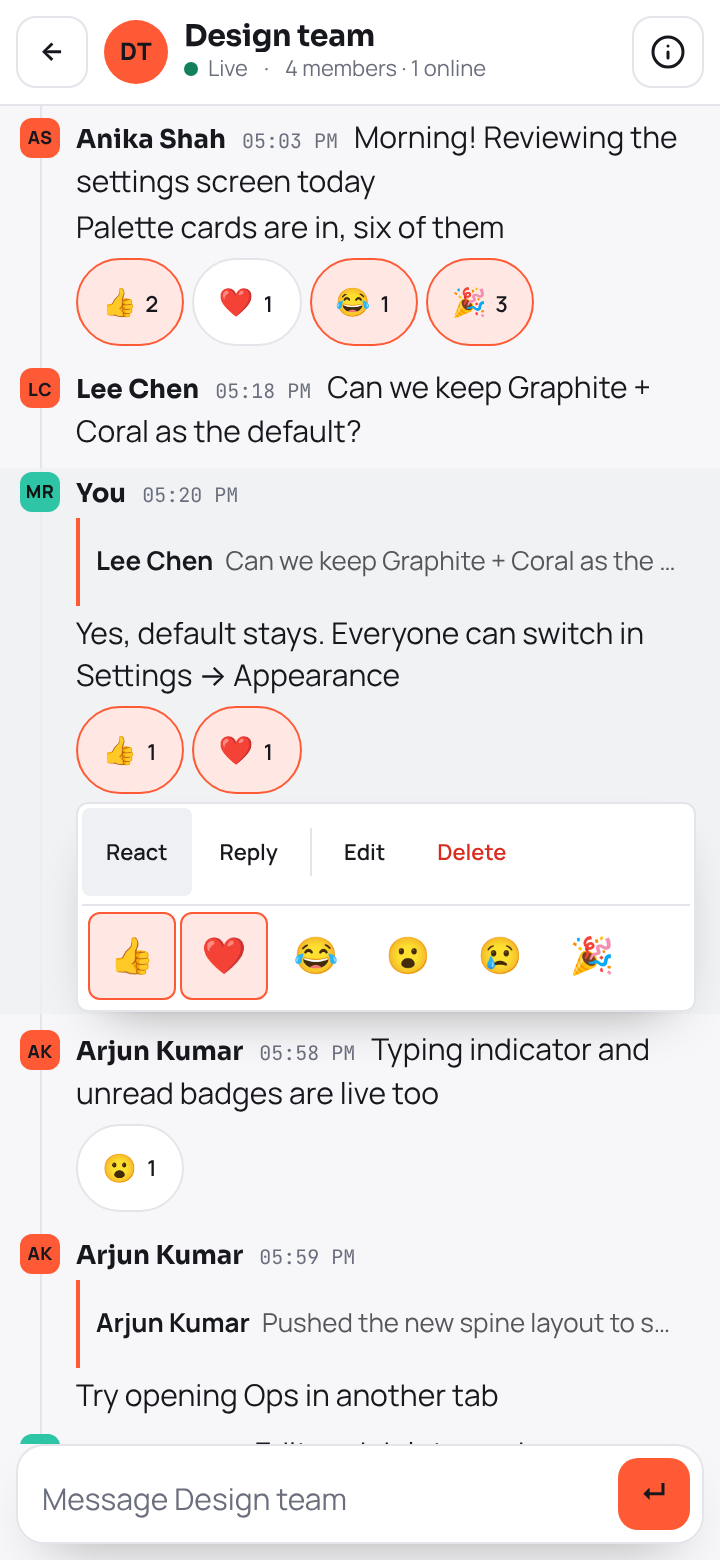 DT
Design team
Live · 4 members · 1 online
AS
Anika Shah 05:03 PM Morning! Reviewing the
settings screen today
Palette cards are in, six of them
👍 2 ❤️ 1 😂 1 🎉 3
LC
Lee Chen 05:18 PM Can we keep Graphite +
Coral as the default?
MR
You 05:20 PM
Lee Chen Can we keep Graphite + Coral as the ...
Yes, default stays. Everyone can switch in
Settings → Appearance
👍 1 ❤️ 1
React Reply Edit Delete
👍 ❤️ 😂 😮 😢 🎉
AK
Arjun Kumar 05:58 PM Typing indicator and
unread badges are live too
😮 1
AK
Arjun Kumar 05:59 PM
Arjun Kumar Pushed the new spine layout to s...
Try opening Ops in another tab
Message Design team